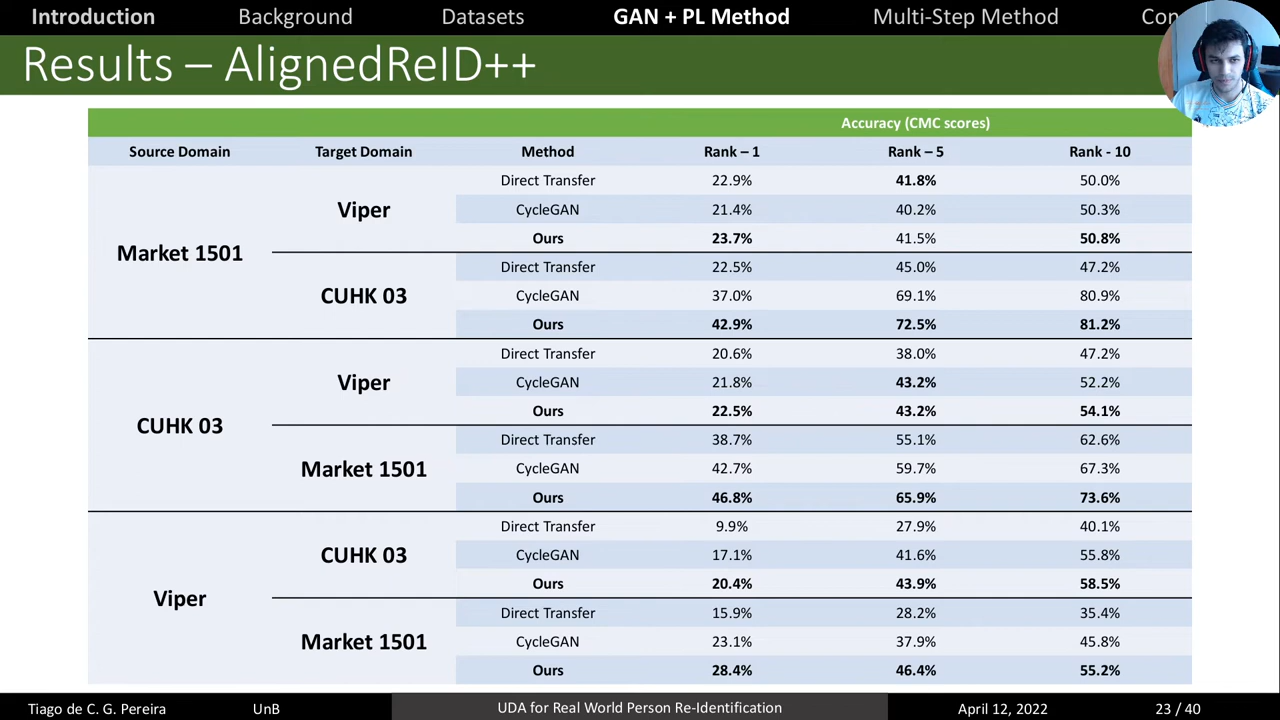 Introduction Background Datasets GAN + PL Method Multi-Step Method
Results – AlignedReID++
Accuracy (CMC scores)
Source Domain Target Domain Method Rank – 1 Rank – 5 Rank - 10
Market 1501
Viper
Direct Transfer 22.9% 41.8% 50.0%
CycleGAN 21.4% 40.2% 50.3%
Ours 23.7% 41.5% 50.8%
CUHK 03
Direct Transfer 22.5% 45.0% 47.2%
CycleGAN 37.0% 69.1% 80.9%
Ours 42.9% 72.5% 81.2%
CUHK 03
Viper
Direct Transfer 20.6% 38.0% 47.2%
CycleGAN 21.8% 43.2% 52.2%
Ours 22.5% 43.2% 54.1%
Market 1501
Direct Transfer 38.7% 55.1% 62.6%
CycleGAN 42.7% 59.7% 67.3%
Ours 46.8% 65.9% 73.6%
Viper
CUHK 03
Direct Transfer 9.9% 27.9% 40.1%
CycleGAN 17.1% 41.6% 55.8%
Ours 20.4% 43.9% 58.5%
Market 1501
Direct Transfer 15.9% 28.2% 35.4%
CycleGAN 23.1% 37.9% 45.8%
Ours 28.4% 46.4% 55.2%
Tiago de C. G. Pereira UnB UDA for Real World Person Re-Identification April 12, 2022 23 / 40